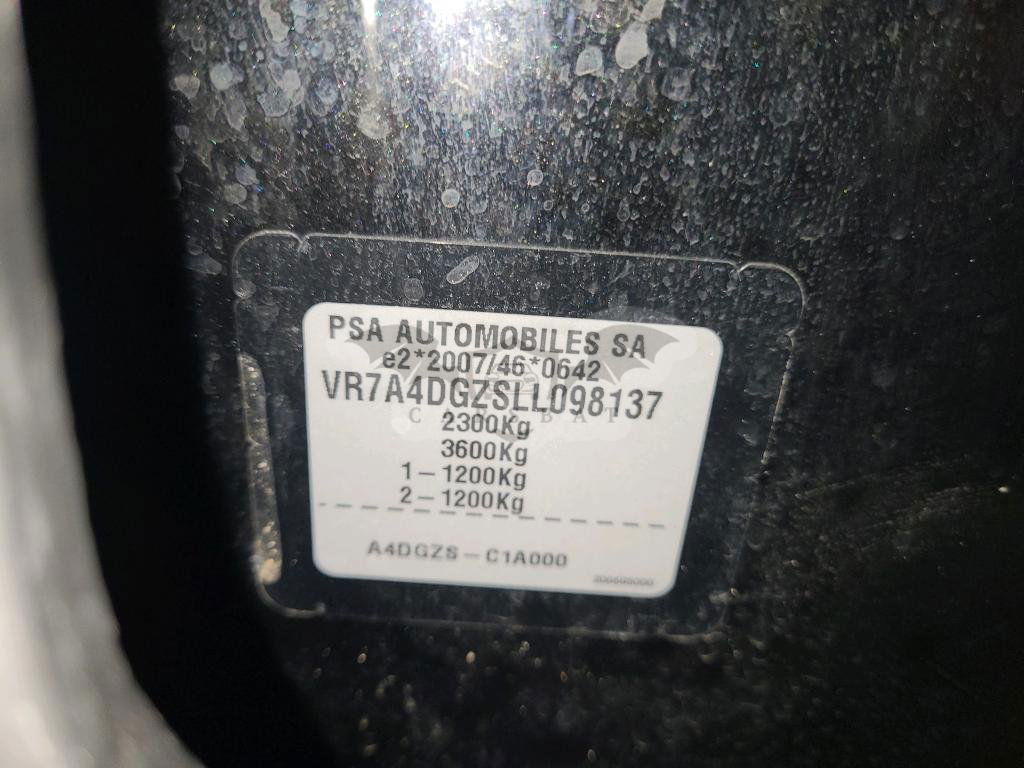 PSA AUTOMOBILES SA
e2*2007/46*0642
VR7A4DGZSLL098137
2300Kg
3600Kg
1-1200Kg
2-1200Kg
A4DGZS-C1A000